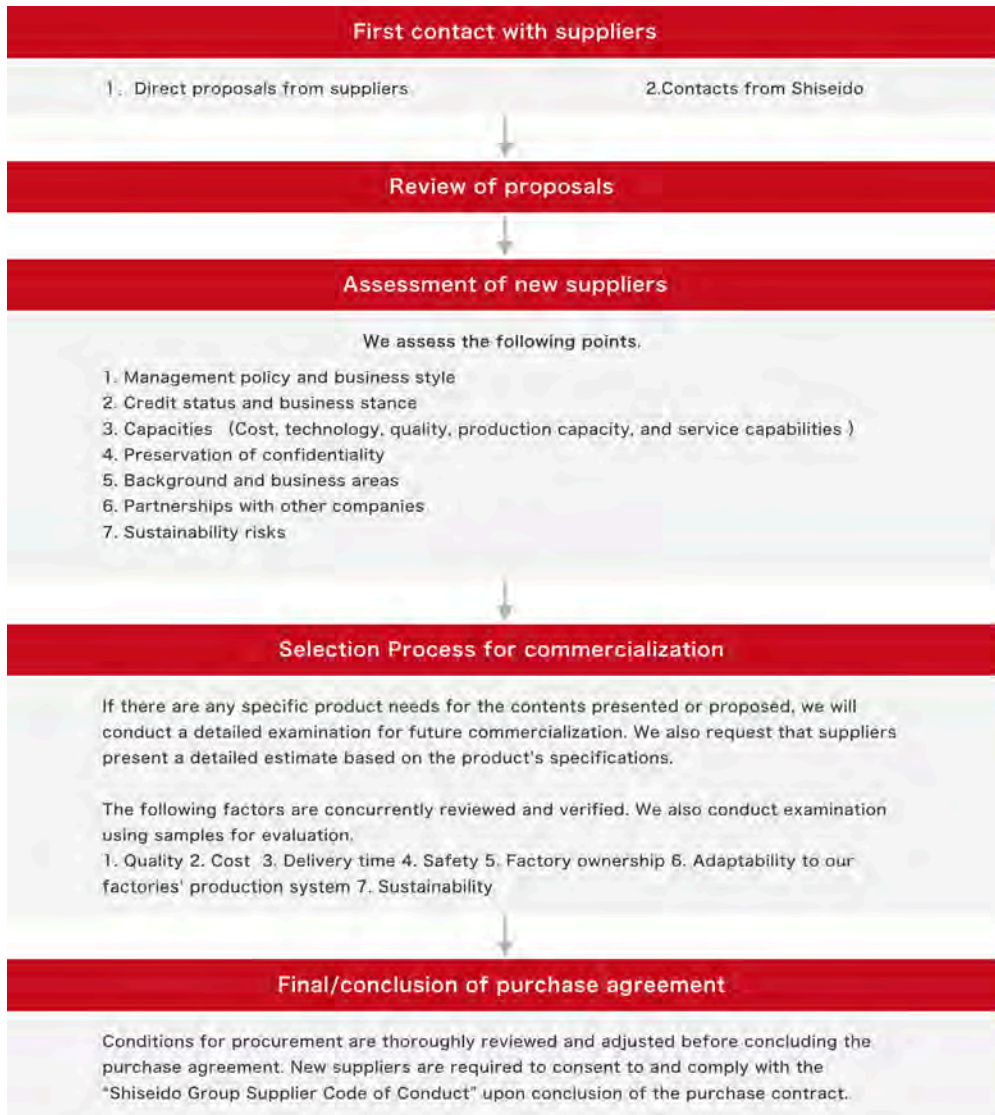 First contact with suppliers
1. Direct proposals from suppliers
2.Contacts from Shiseido
Review of proposals
Assessment of new suppliers
We assess the following points.
1. Management policy and business style
2. Credit status and business stance
3. Capacities (Cost, technology, quality, production capacity, and service capabilities )
4. Preservation of confidentiality
5. Background and business areas
6. Partnerships with other companies
7. Sustainability risks
Selection Process for commercialization
If there are any specific product needs for the contents presented or proposed, we will
conduct a detailed examination for future commercialization. We also request that suppliers
present a detailed estimate based on the product's specifications.
The following factors are concurrently reviewed and verified. We also conduct examination
using samples for evaluation.
1. Quality 2. Cost 3. Delivery time 4. Safety 5. Factory ownership 6. Adaptability to our
factories' production system 7. Sustainability
Final/conclusion of purchase agreement
Conditions for procurement are thoroughly reviewed and adjusted before concluding the
purchase agreement. New suppliers are required to consent to and comply with the
"Shiseido Group Supplier Code of Conduct" upon conclusion of the purchase contract.